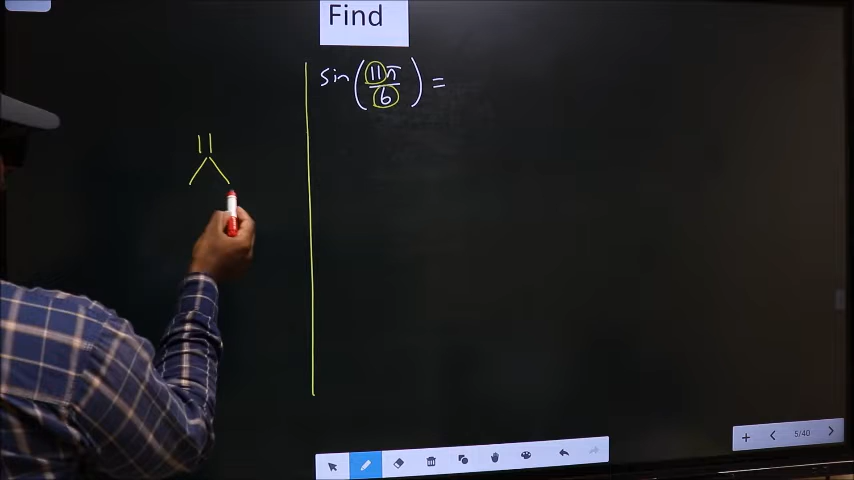 Find
sin(11π/6) =
11
5/40